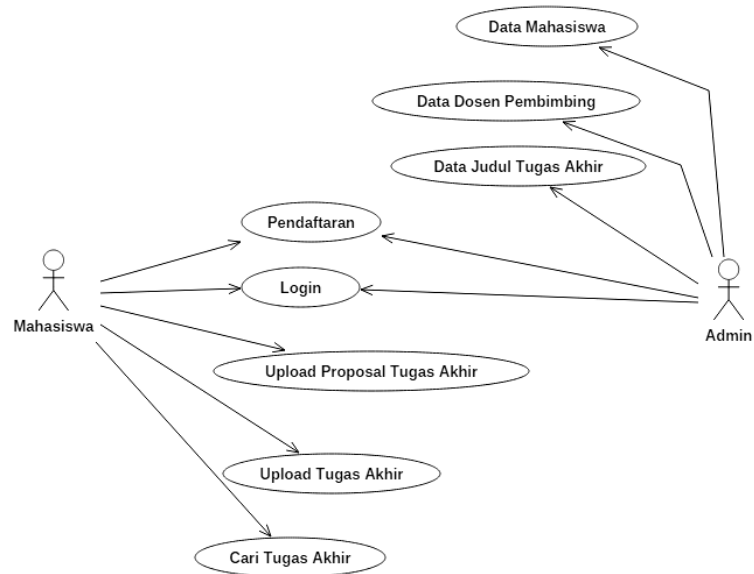 Data Mahasiswa
Data Dosen Pembimbing
Data Judul Tugas Akhir
Pendaftaran
Login
Mahasiswa
Admin
Upload Proposal Tugas Akhir
Upload Tugas Akhir
Cari Tugas Akhir